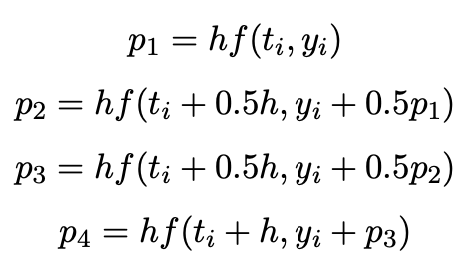 p₁ = hf(tᵢ, yᵢ)
p₂ = hf(tᵢ + 0.5h, yᵢ + 0.5p₁)
p₃ = hf(tᵢ + 0.5h, yᵢ + 0.5p₂)
p₄ = hf(tᵢ + h, yᵢ + p₃)